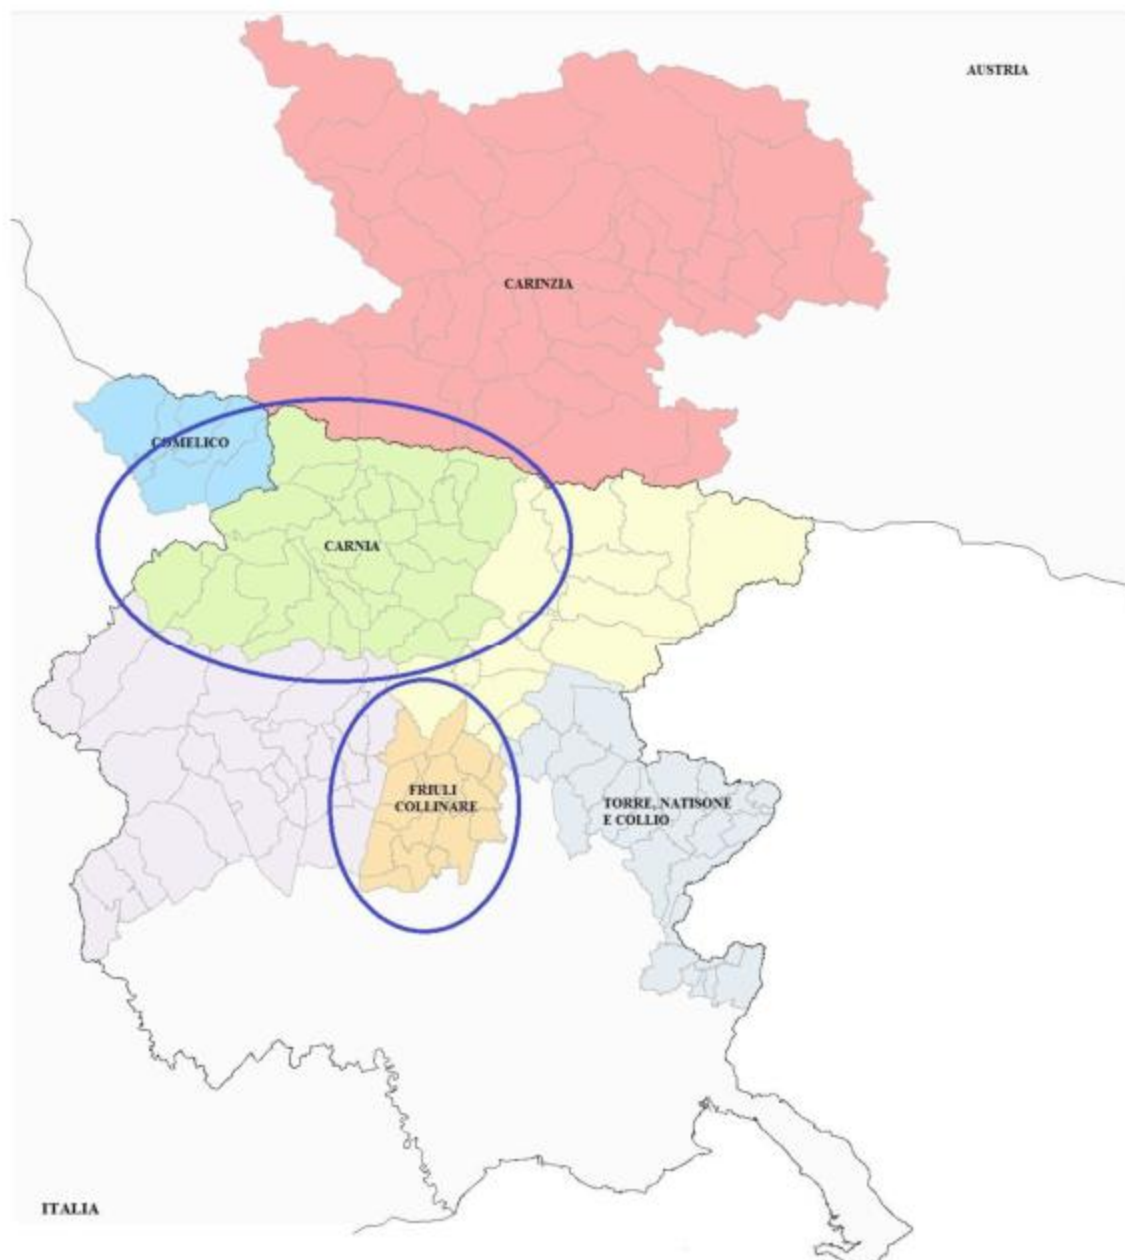 AUSTRIA
CARINZIA
COMELICO
CARNIA
FRIULI
COLLINARE
TORRE, NATISONE
E COLLIO
ITALIA